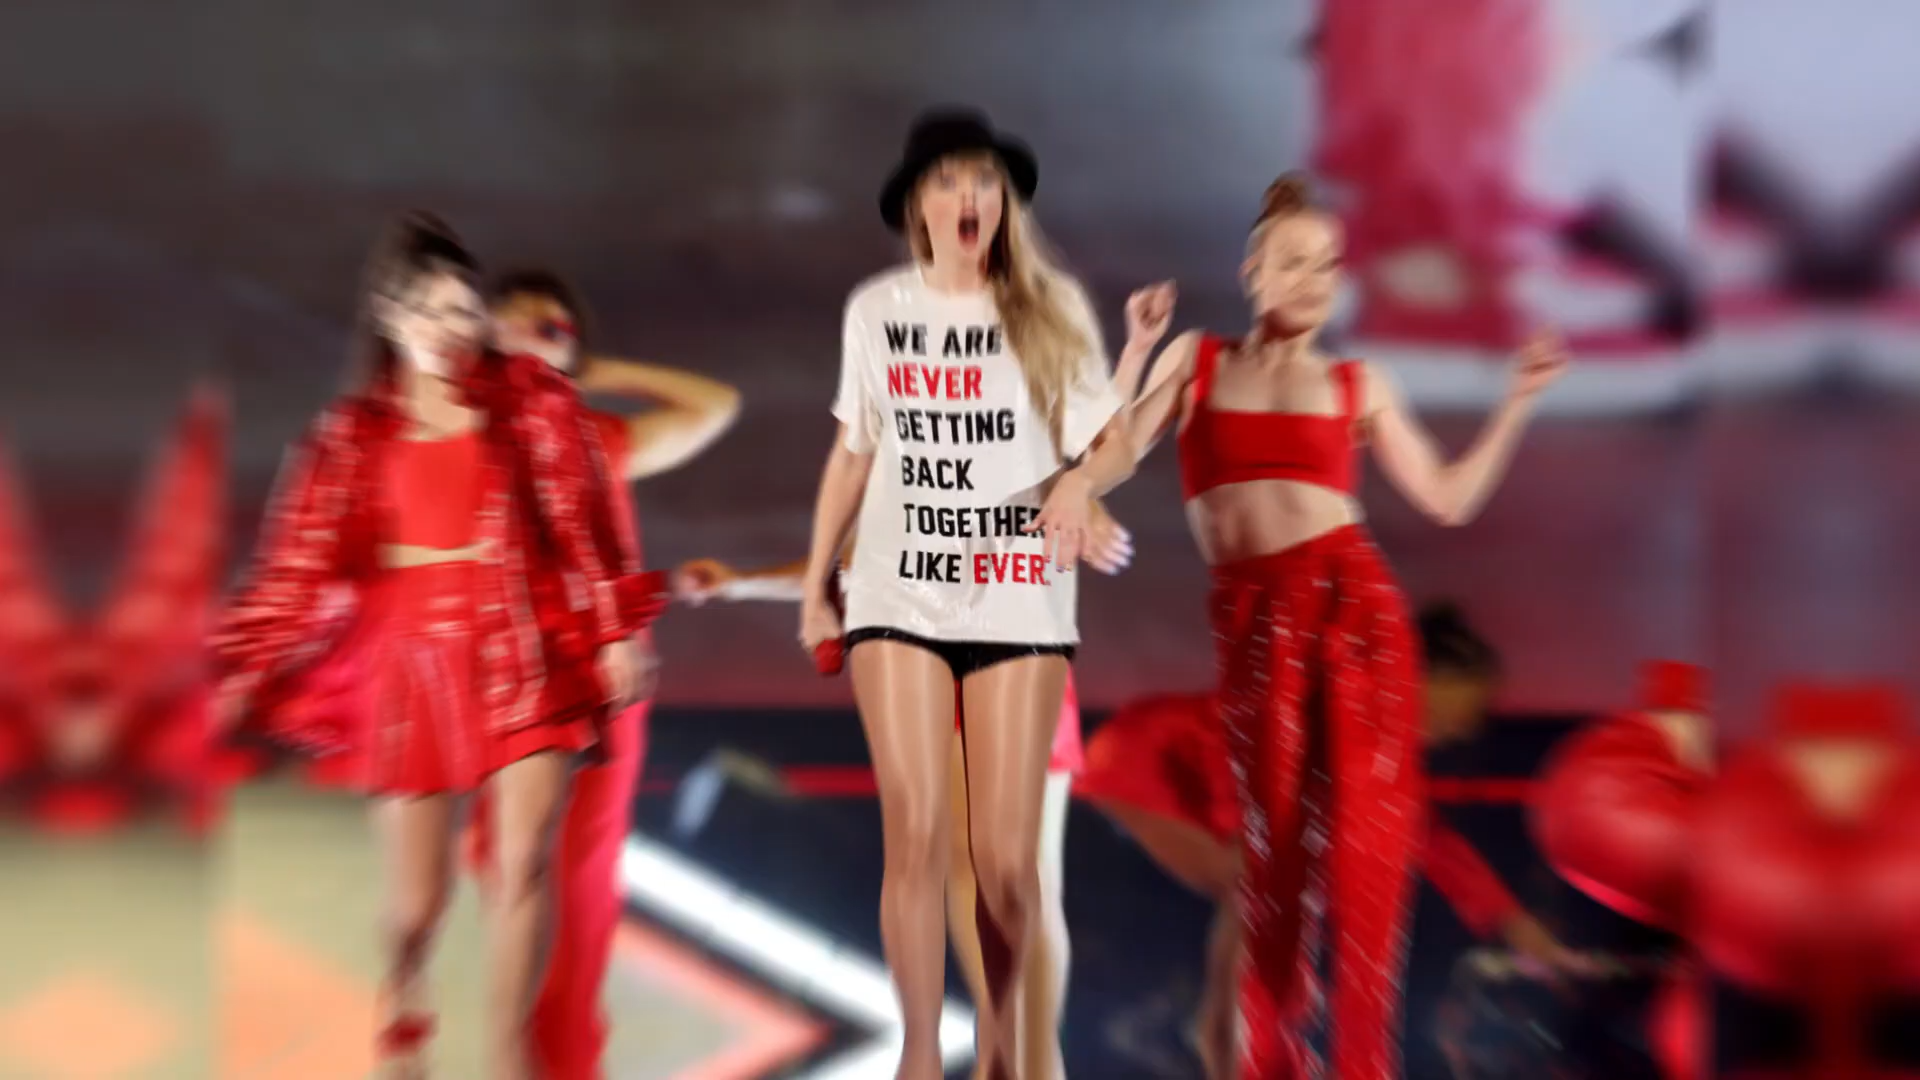 WE ARE
NEVER
GETTING
BACK
TOGETHER
LIKE EVER.